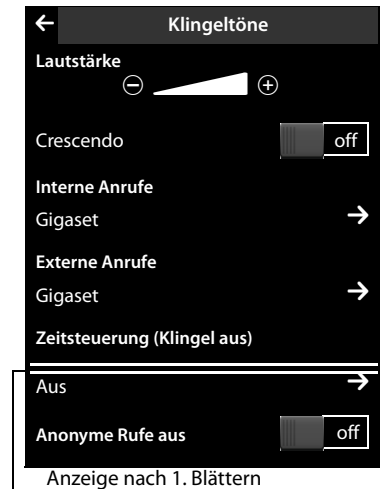 Klingeltöne
Lautstärke
Crescendo off
Interne Anrufe
Gigaset
Externe Anrufe
Gigaset
Zeitsteuerung (Klingel aus)
Aus
Anonyme Rufe aus off
Anzeige nach 1. Blättern